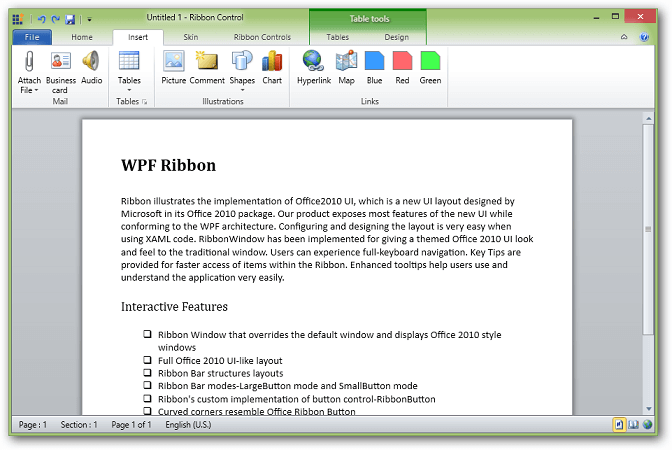 Untitled 1 - Ribbon Control
Table tools
File Home Insert Skin Ribbon Controls Tables Design
Attach File Business card Audio Tables Picture Comment Shapes Chart Hyperlink Map Blue Red Green
Mail Tables Illustrations Links
WPF Ribbon
Ribbon illustrates the implementation of Office2010 UI, which is a new UI layout designed by
Microsoft in its Office 2010 package. Our product exposes most features of the new UI while
conforming to the WPF architecture. Configuring and designing the layout is very easy when
using XAML code. RibbonWindow has been implemented for giving a themed Office 2010 UI look
and feel to the traditional window. Users can experience full-keyboard navigation. Key Tips are
provided for faster access of items within the Ribbon. Enhanced tooltips help users use and
understand the application very easily.
Interactive Features
Ribbon Window that overrides the default window and displays Office 2010 style
windows
Full Office 2010 UI-like layout
Ribbon Bar structures layouts
Ribbon Bar modes-LargeButton mode and SmallButton mode
Ribbon's custom implementation of button control-RibbonButton
Curved corners resemble Office Ribbon Button
Page : 1 Section : 1 Page 1 of 1 English (U.S.)